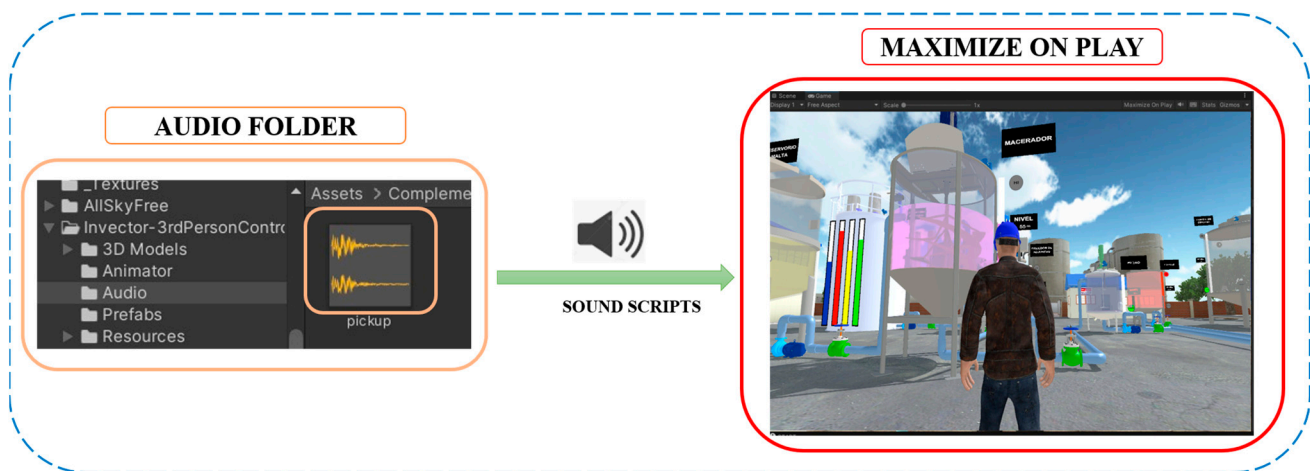 MAXIMIZE ON PLAY
AUDIO FOLDER
_Textures
AllSkyFree
Invector-3rdPersonContro
3D Models
Animator
Audio
Prefabs
Resources
Assets > Compleme
pickup
SOUND SCRIPTS
Scene Game
Display 1 Free Aspect Scale 1x Maximize On Play Stats Gizmos
MACERADOR
NIVEL